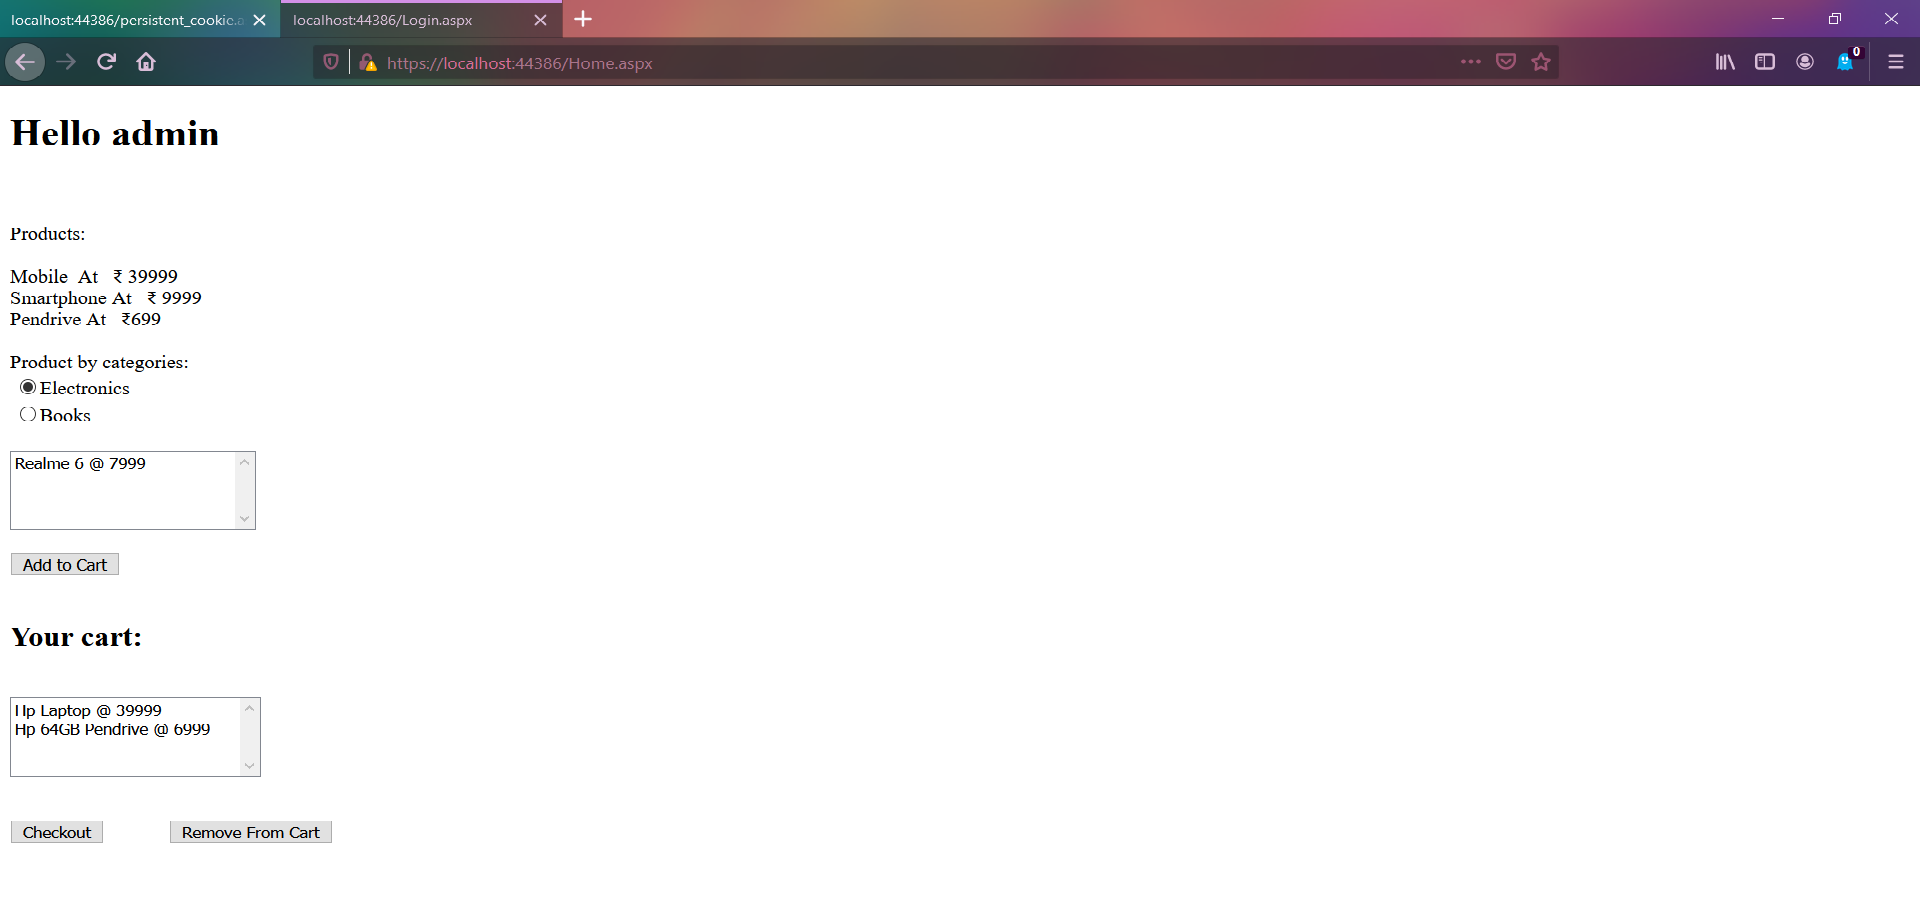 localhost:44386/persistent_cookie.a
localhost:44386/Login.aspx
https://localhost:44386/Home.aspx
0
Hello admin
Products:
Mobile At ₹ 39999
Smartphone At ₹ 9999
Pendrive At ₹699
Product by categories:
Electronics
Books
Realme 6 @ 7999
Add to Cart
Your cart:
Hp Laptop @ 39999
Hp 64GB Pendrive @ 6999
Checkout
Remove From Cart